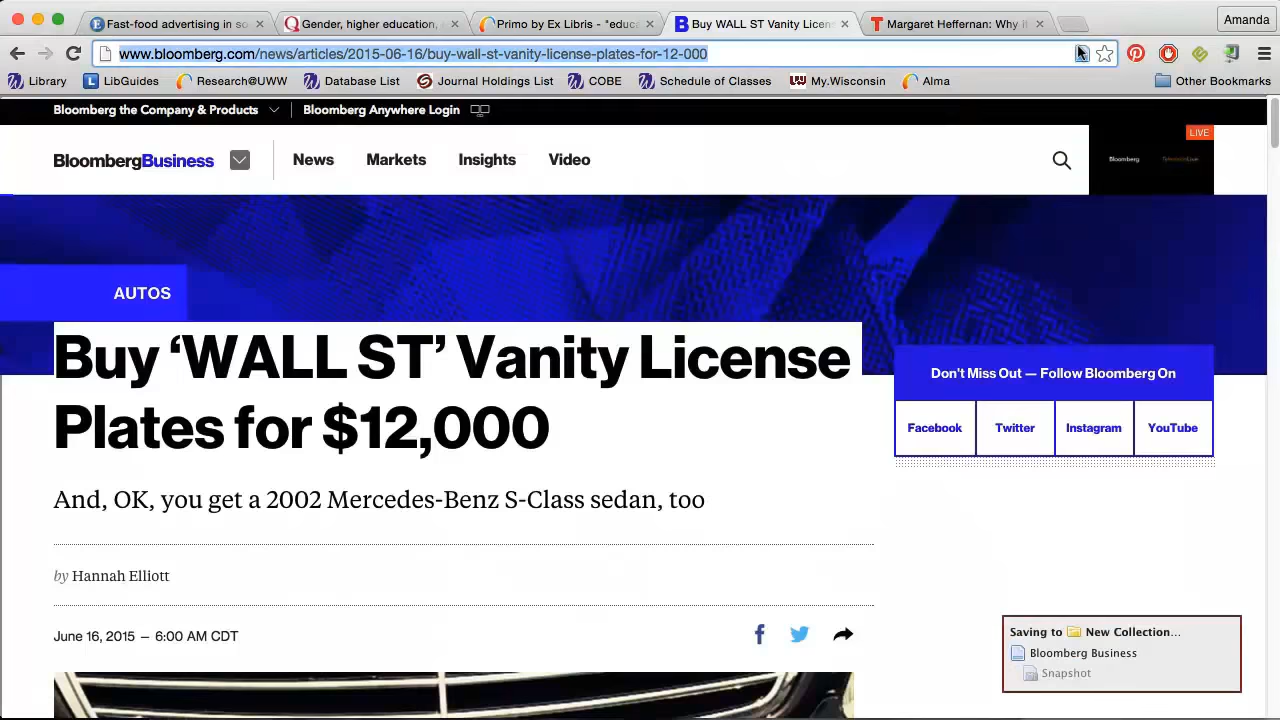 Fast-food advertising in so
Gender, higher education,
Primo by Ex Libris - "educa
Buy WALL ST Vanity Licen
Margaret Heffernan: Why i
Amanda
www.bloomberg.com/news/articles/2015-06-16/buy-wall-st-vanity-license-plates-for-12-000
Library LibGuides Research@UWW Database List Journal Holdings List COBE Schedule of Classes My.Wisconsin Alma Other Bookmarks
Bloomberg the Company & Products Bloomberg Anywhere Login
LIVE
BloombergBusiness News Markets Insights Video
Bloomberg
AUTOS
Buy ‘WALL ST’ Vanity License
Plates for $12,000
And, OK, you get a 2002 Mercedes-Benz S-Class sedan, too
by Hannah Elliott
June 16, 2015 — 6:00 AM CDT
Don't Miss Out — Follow Bloomberg On
Facebook Twitter Instagram YouTube
Saving to New Collection...
Bloomberg Business
Snapshot